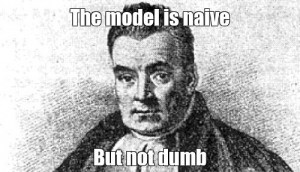 The model is naive
But not dumb